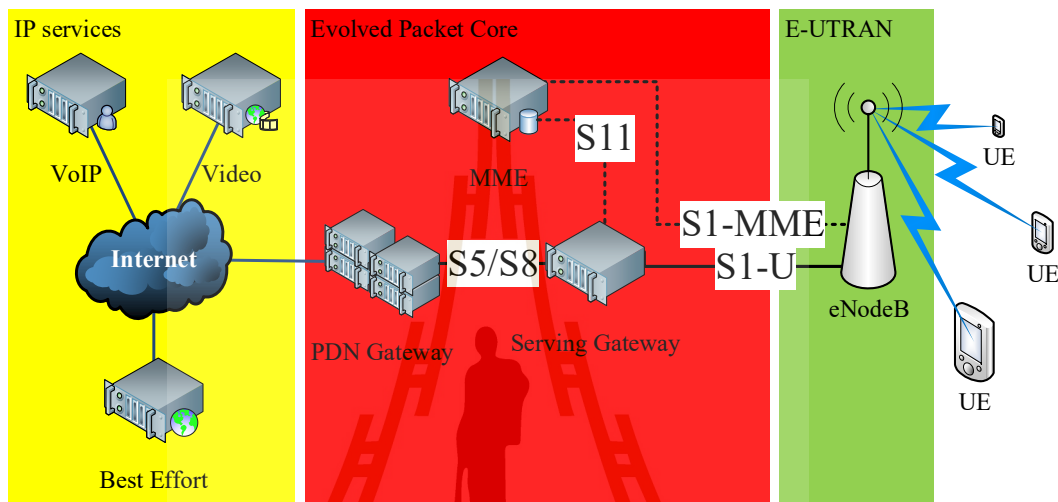 IP services
Evolved Packet Core
E-UTRAN
VoIP
Video
MME
S11
UE
UE
UE
S1-MME
S1-U
S5/S8
Internet
eNodeB
PDN Gateway
Serving Gateway
Best Effort